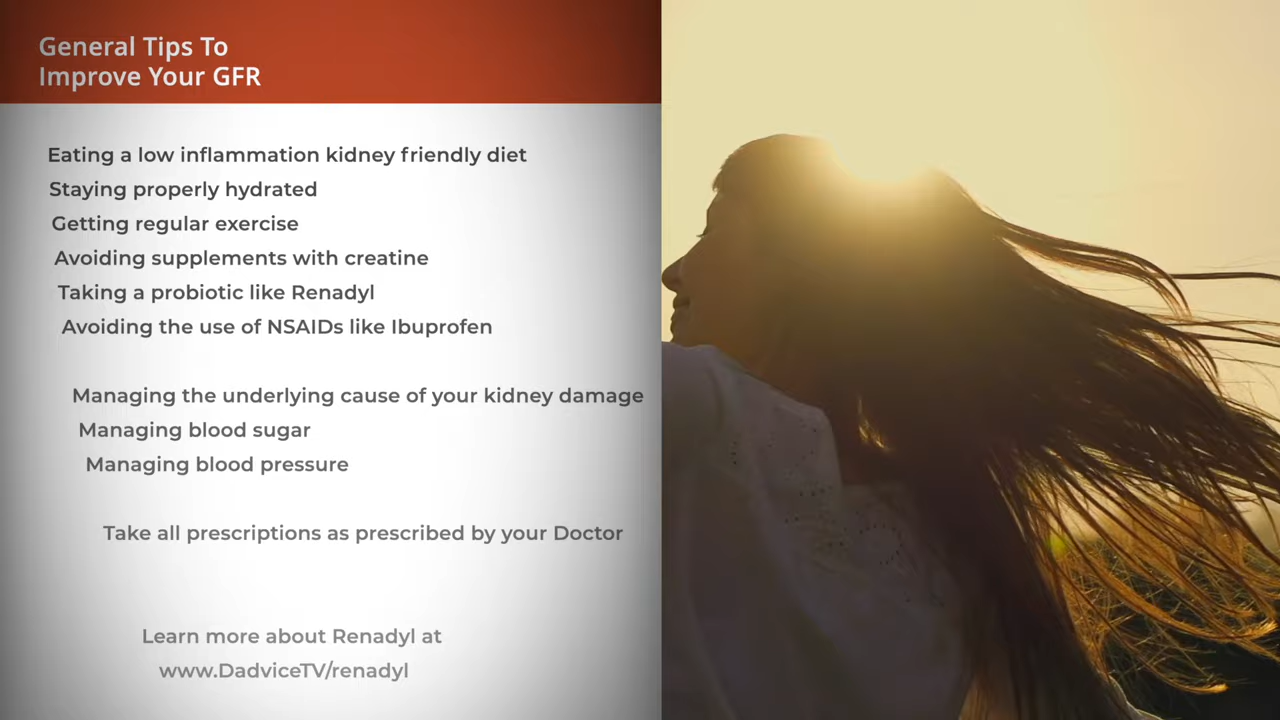 General Tips To
Improve Your GFR
Eating a low inflammation kidney friendly diet
Staying properly hydrated
Getting regular exercise
Avoiding supplements with creatine
Taking a probiotic like Renadyl
Avoiding the use of NSAIDs like Ibuprofen
Managing the underlying cause of your kidney damage
Managing blood sugar
Managing blood pressure
Take all prescriptions as prescribed by your Doctor
Learn more about Renadyl at
www.DadviceTV/renadyl